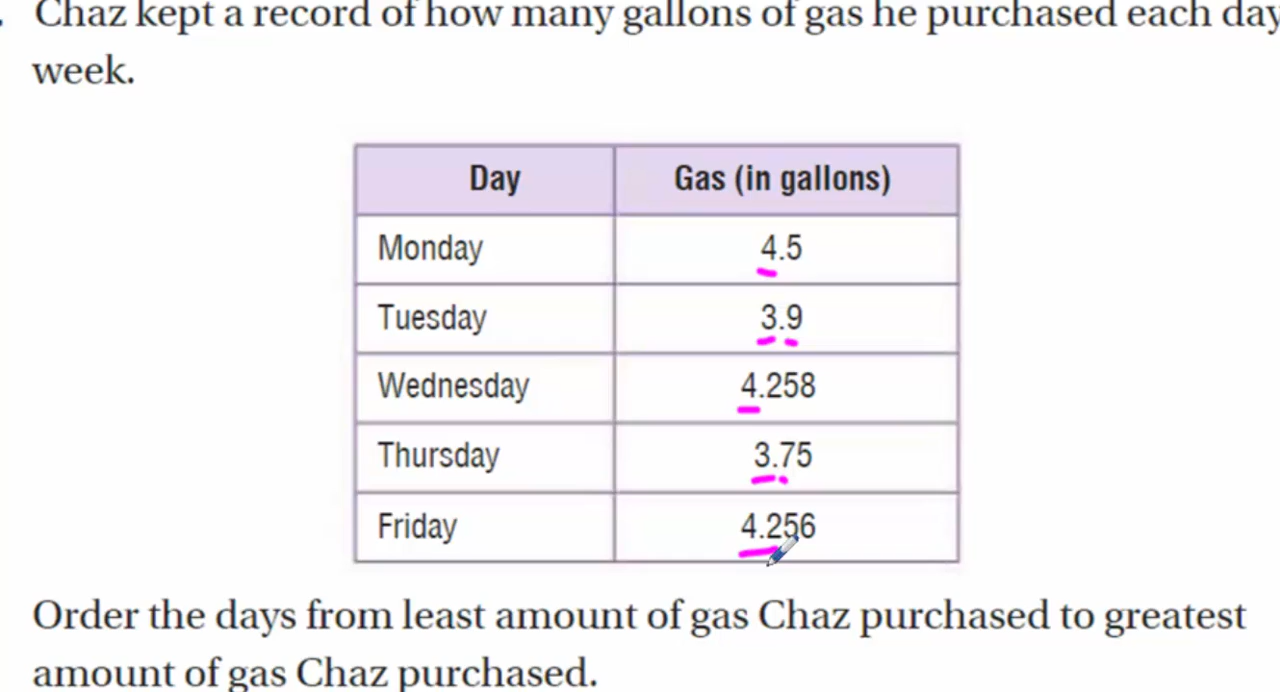 Chaz kept a record of how many gallons of gas he purchased each day
week.
Day Gas (in gallons)
Monday 4.5
Tuesday 3.9
Wednesday 4.258
Thursday 3.75
Friday 4.256
Order the days from least amount of gas Chaz purchased to greatest
amount of gas Chaz purchased.